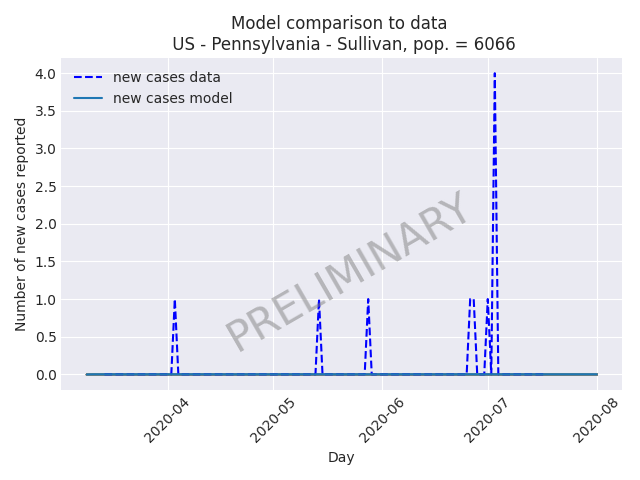 Model comparison to data
US - Pennsylvania - Sullivan, pop. = 6066
new cases data
new cases model
Number of new cases reported
4.0
3.5
3.0
2.5
2.0
1.5
1.0
0.5
0.0
PRELIMINARY
2020-04
2020-05
2020-06
2020-07
2020-08
Day